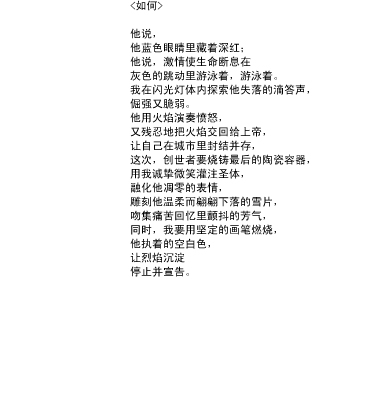 <如何>
他说，
他蓝色眼睛里藏着深红；
他说，激情使生命断息在
灰色的跳动里游泳着，游泳着。
我在闪光灯体内探索他失落的滴答声，
倔强又脆弱。
他用火焰演奏愤怒，
又残忍地把火焰交回给上帝，
让自己在城市里封结并存，
这次，创世者要烧铸最后的陶瓷容器，
用我诚挚微笑灌注圣体，
融化他凋零的表情，
雕刻他温柔而翩翩下落的雪片，
吻集痛苦回忆里颤抖的芳气，
同时，我要用坚定的画笔燃烧，
他执着的空白色，
让烈焰沉淀
停止并宣告。